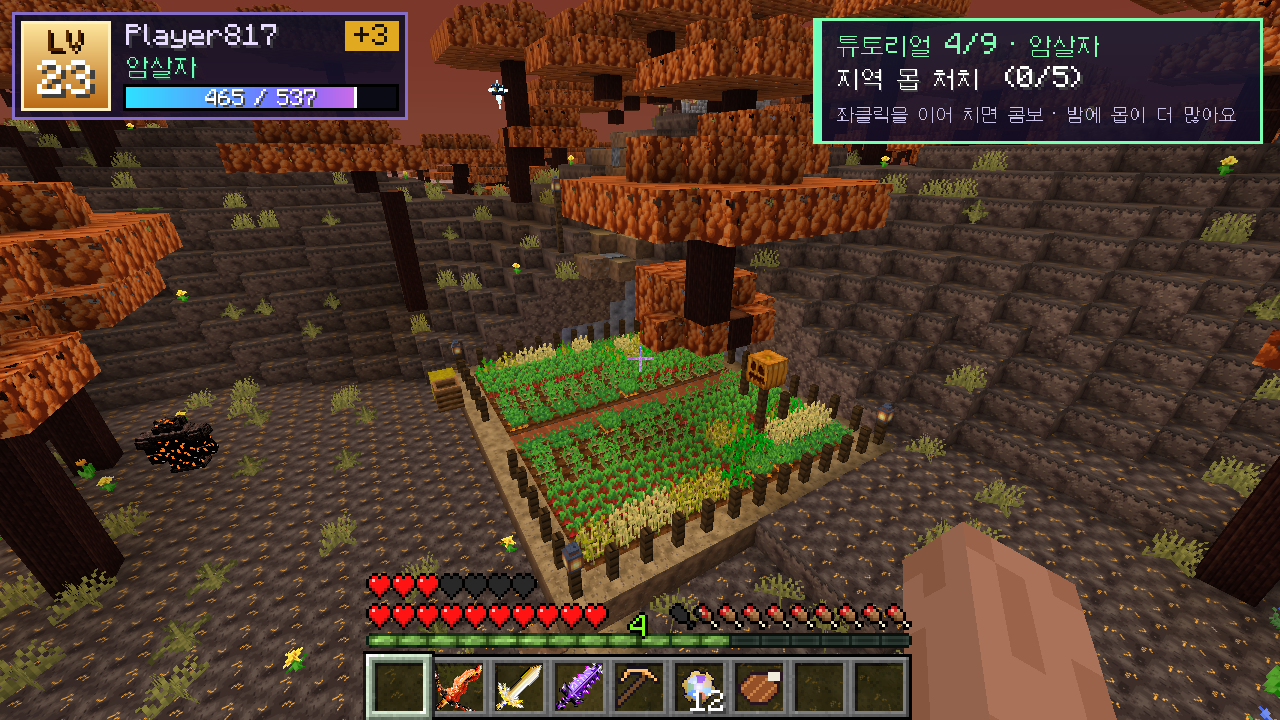 LV
23
Player817
+3
암살자
465 / 537
튜토리얼 4/9 · 암살자
지역 몹 처치 (0/5)
좌클릭을 이어 치면 콤보 · 밤에 몹이 더 많아요
4
12